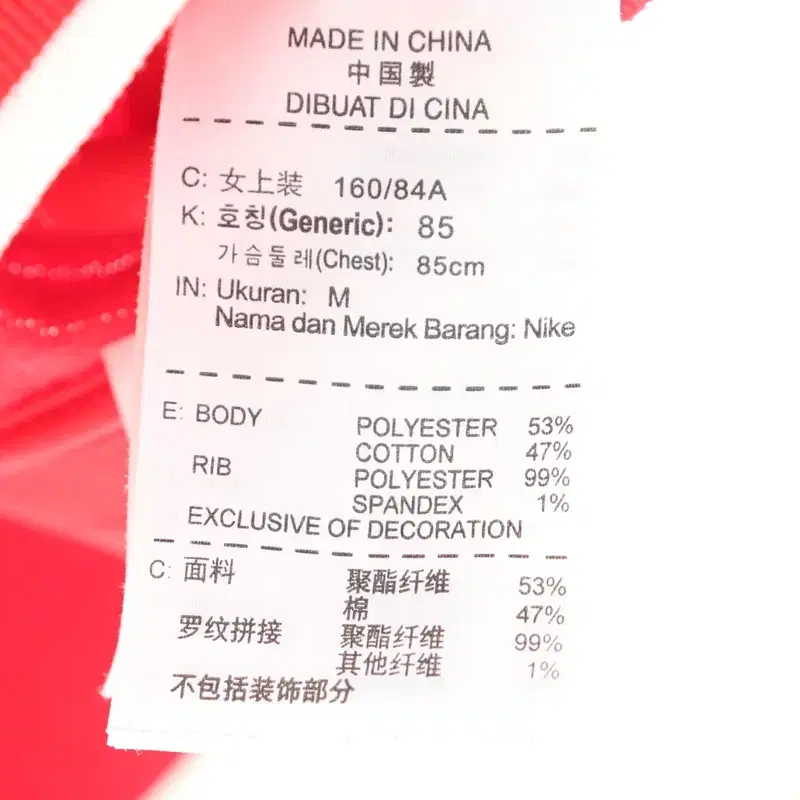 MADE IN CHINA
中国製
DIBUAT DI CINA
C: 女上装 160/84A
K: 호칭(Generic): 85
가슴둘레(Chest): 85cm
IN: Ukuran: M
Nama dan Merek Barang: Nike
E: BODY POLYESTER 53%
COTTON 47%
RIB POLYESTER 99%
SPANDEX 1%
EXCLUSIVE OF DECORATION
C: 面料 聚酯纤维 53%
棉 47%
罗纹拼接 聚酯纤维 99%
其他纤维 1%
不包括装饰部分